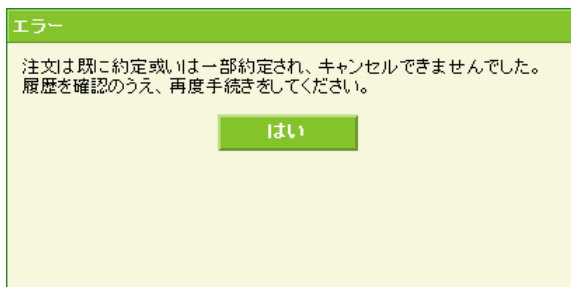 エラー
注文は既に約定或いは一部約定され、キャンセルできませんでした。
履歴を確認のうえ、再度手続きをしてください。
はい